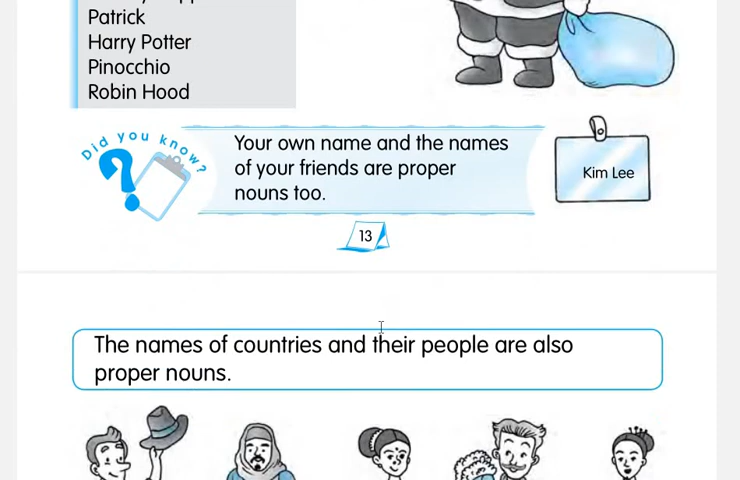 Patrick
Harry Potter
Pinocchio
Robin Hood
Did you know?
Your own name and the names
of your friends are proper
nouns too.
Kim Lee
13
The names of countries and their people are also
proper nouns.